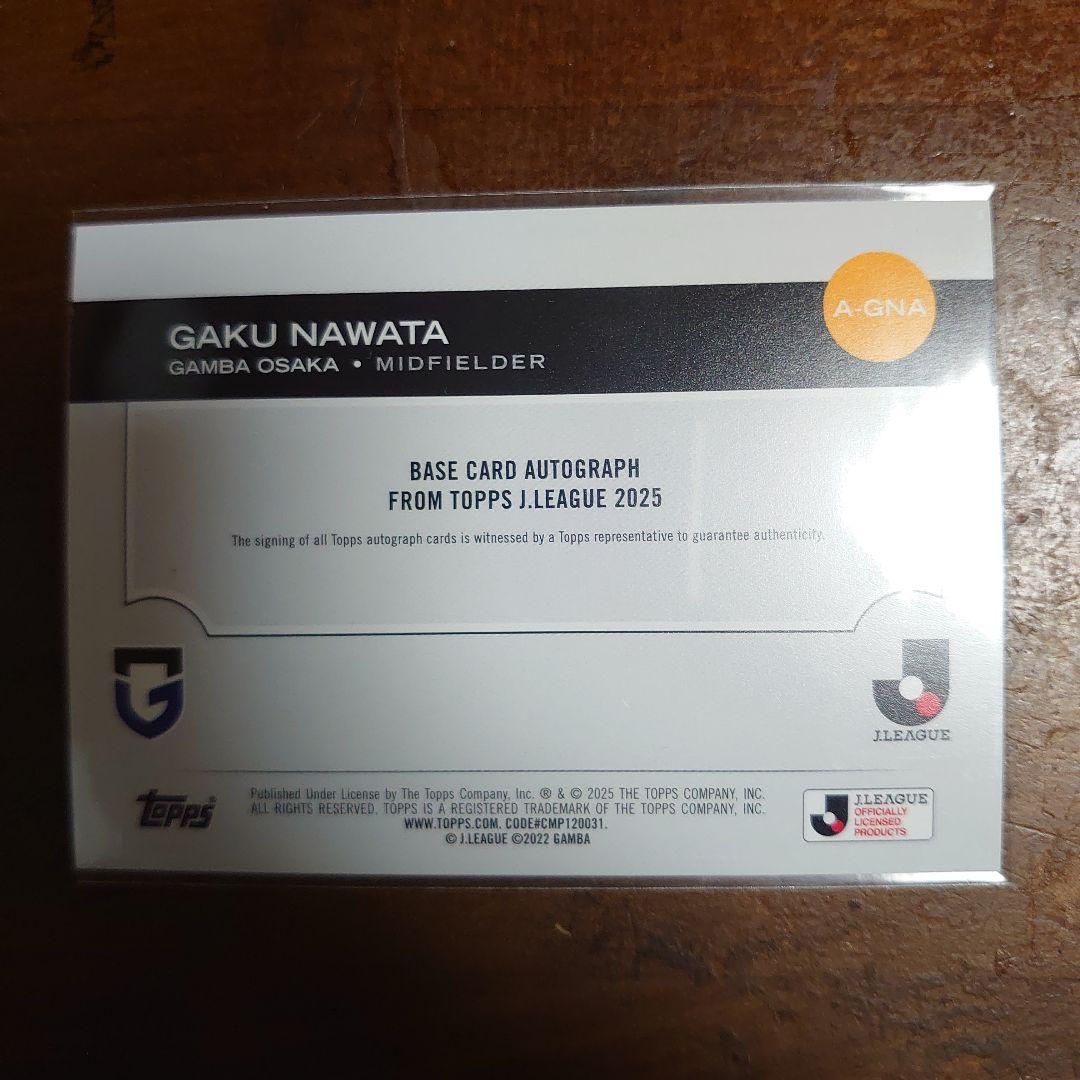 A-GNA
GAKU NAWATA
GAMBA OSAKA • MIDFIELDER
BASE CARD AUTOGRAPH
FROM TOPPS J.LEAGUE 2025
The signing of all Topps autograph cards is witnessed by a Topps representative to guarantee authenticity.
G
J.LEAGUE
topps
Published Under License by The Topps Company, Inc. ® & © 2025 THE TOPPS COMPANY, INC.
ALL RIGHTS RESERVED. TOPPS IS A REGISTERED TRADEMARK OF THE TOPPS COMPANY, INC.
WWW.TOPPS.COM. CODE#CMP120031.
© J.LEAGUE ©2022 GAMBA
J.LEAGUE
OFFICIALLY
LICENSED
PRODUCTS